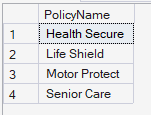 PolicyName
1 Health Secure
2 Life Shield
3 Motor Protect
4 Senior Care